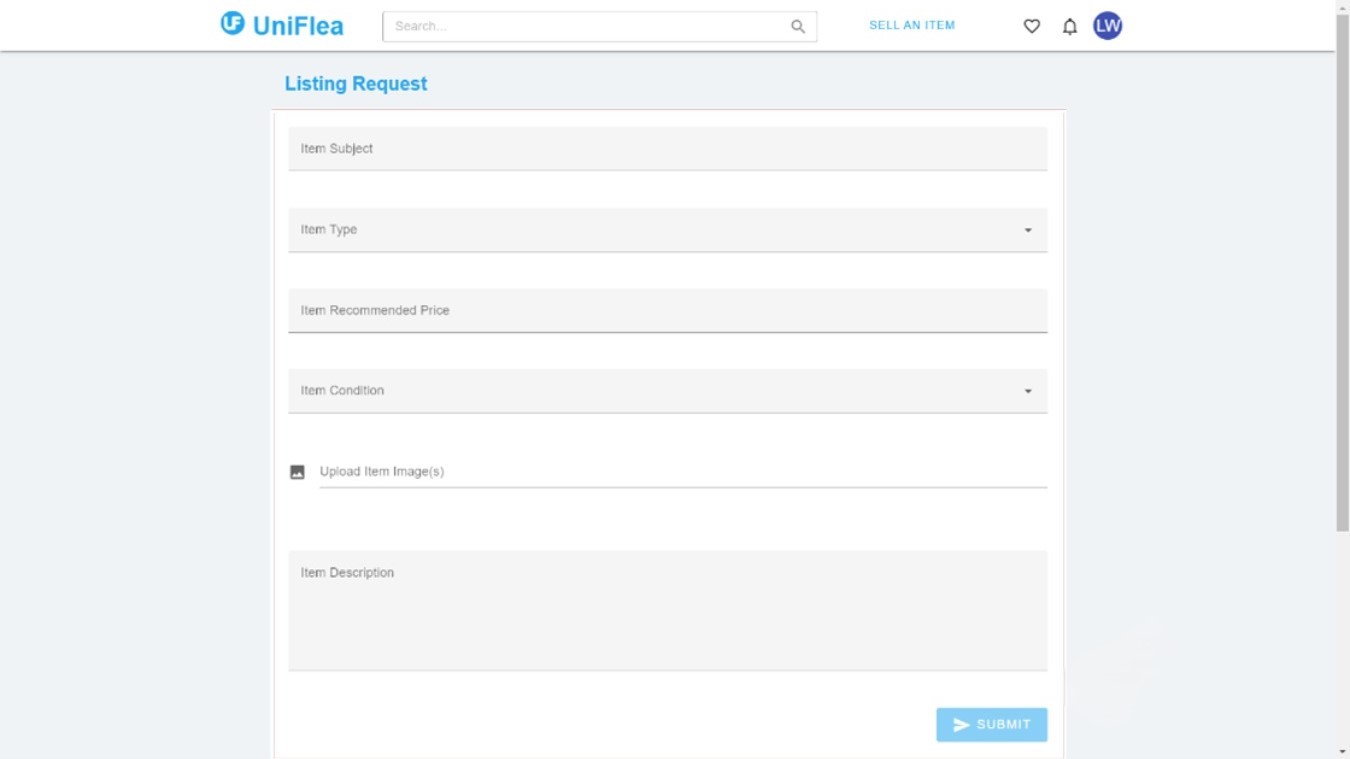 UF UniFlea Search... SELL AN ITEM LW
Listing Request
Item Subject
Item Type
Item Recommended Price
Item Condition
Upload Item Image(s)
Item Description
SUBMIT